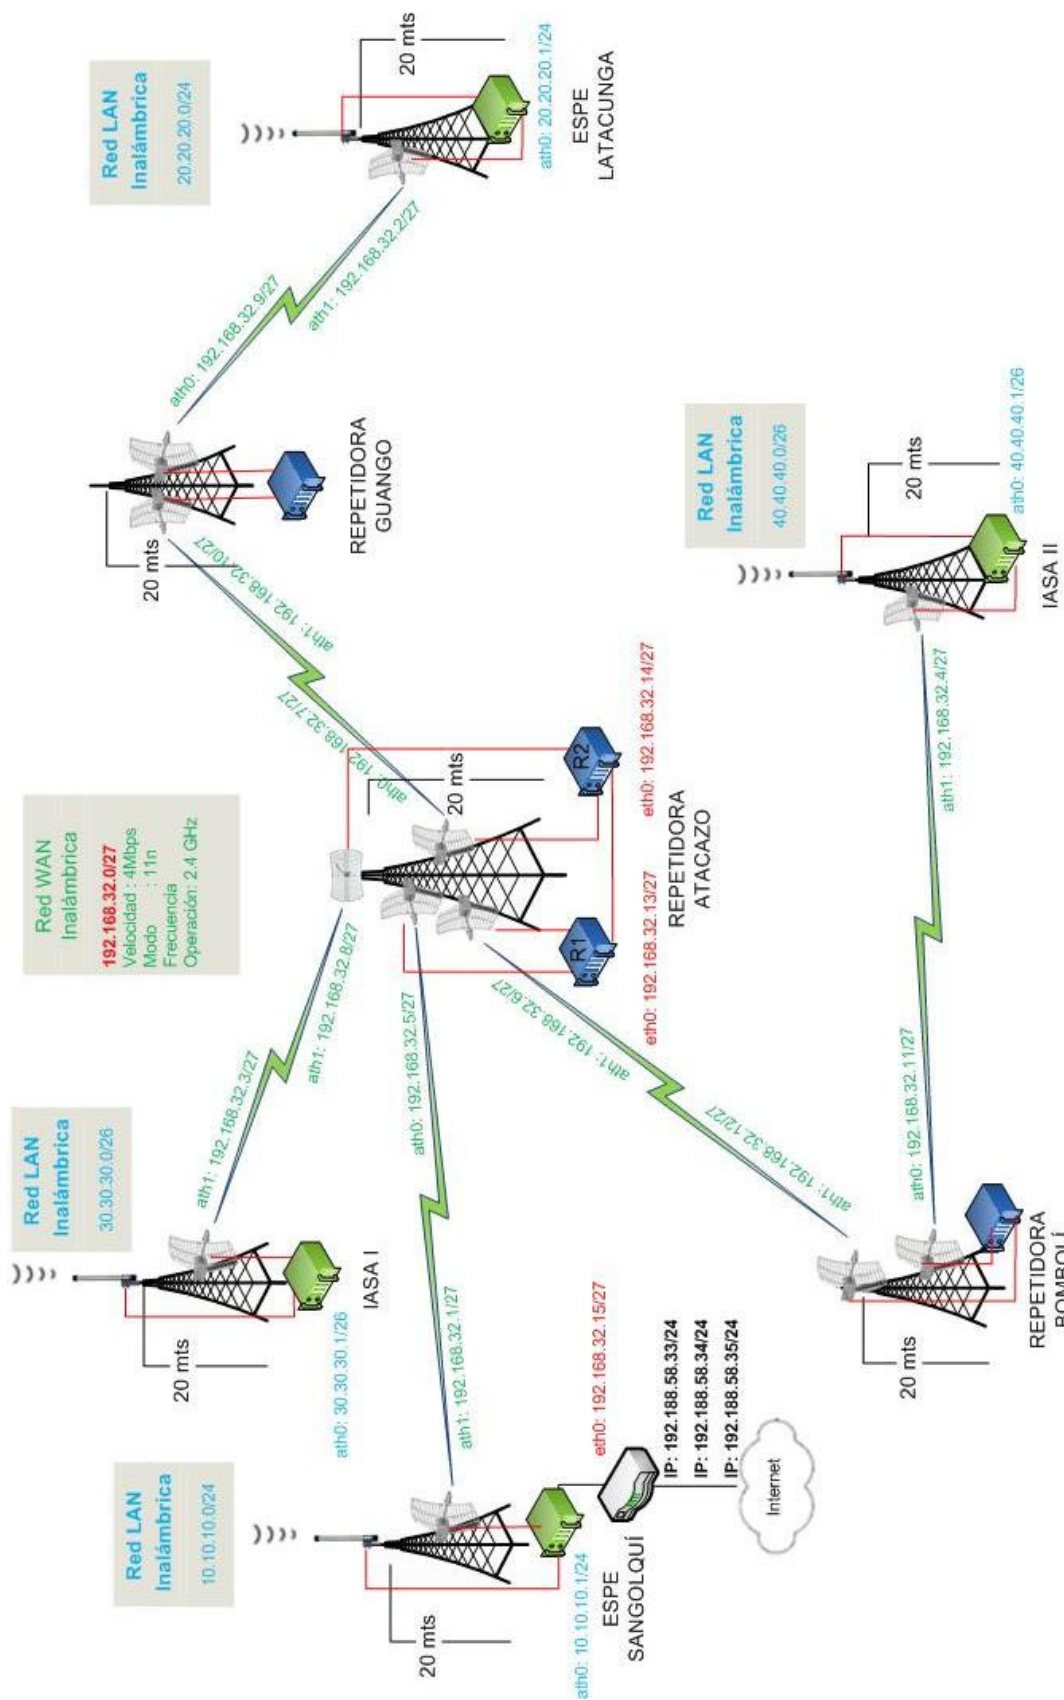 Red LAN
Inalámbrica
10.10.10.0/24
20 mts
ath0: 10.10.10.1/24
ESPE
SANGOLQUÍ
ath1: 192.168.32.1/27
eth0: 192.168.32.15/27
IP: 192.188.58.33/24
IP: 192.188.58.34/24
IP: 192.188.58.35/24
Internet
Red LAN
Inalámbrica
30.30.30.0/26
20 mts
ath0: 30.30.30.1/26
IASA I
ath1: 192.168.32.3/27
Red WAN
Inalámbrica
192.168.32.0/27
Velocidad : 4Mbps
Modo : 11n
Frecuencia
Operación: 2.4 GHz
ath1: 192.168.32.8/27
ath0: 192.168.32.5/27
ath1: 192.168.32.6/27
ath0: 192.168.32.7/27
20 mts
R1
R2
eth0: 192.168.32.13/27
eth0: 192.168.32.14/27
REPETIDORA
ATACAZO
ath1: 192.168.32.12/27
ath0: 192.168.32.11/27
20 mts
REPETIDORA
BOMBOLÍ
20 mts
ath1: 192.168.32.10/27
ath0: 192.168.32.9/27
REPETIDORA
GUANGO
Red LAN
Inalámbrica
20.20.20.0/24
ath1: 192.168.32.2/27
20 mts
ath0: 20.20.20.1/24
ESPE
LATACUNGA
Red LAN
Inalámbrica
40.40.40.0/26
ath1: 192.168.32.4/27
20 mts
ath0: 40.40.40.1/26
IASA II